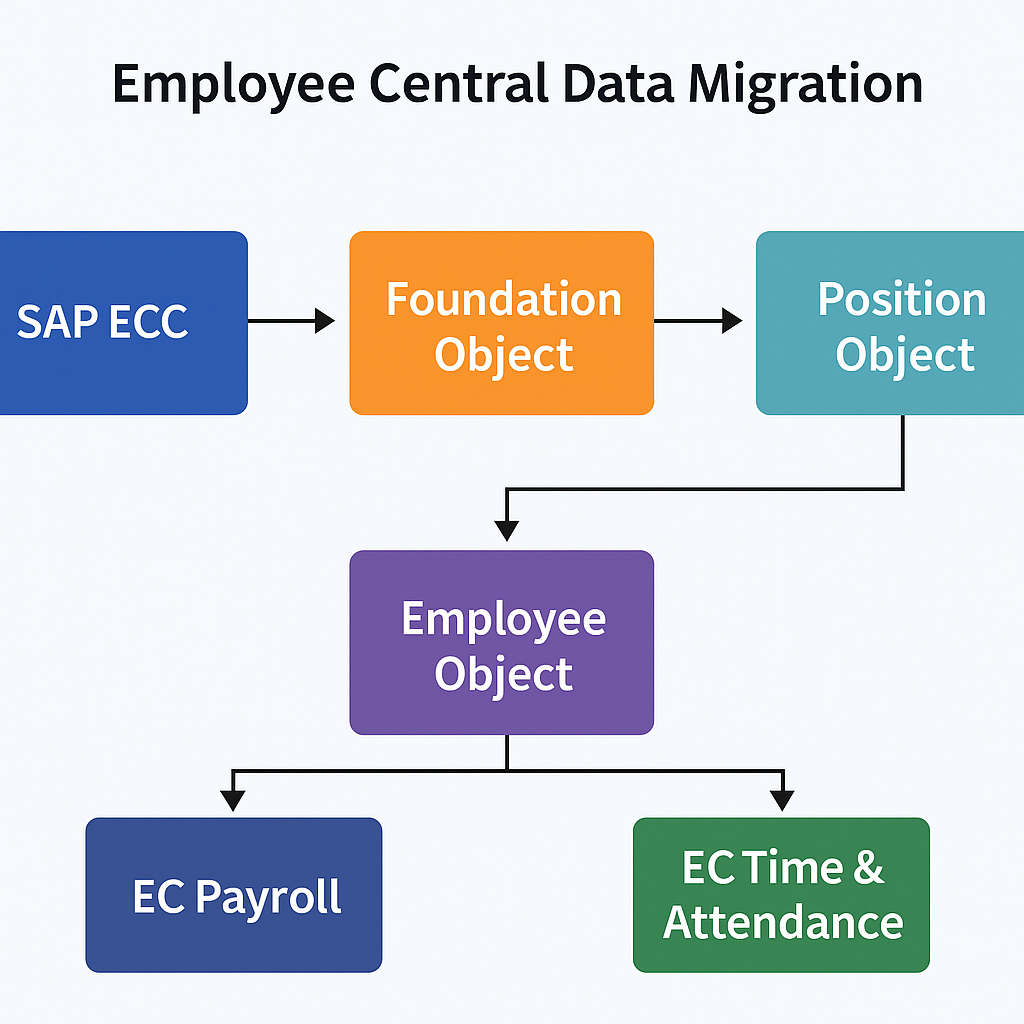 Employee Central Data Migration
SAP ECC
Foundation
Object
Position
Object
Employee
Object
EC Payroll
EC Time &
Attendance